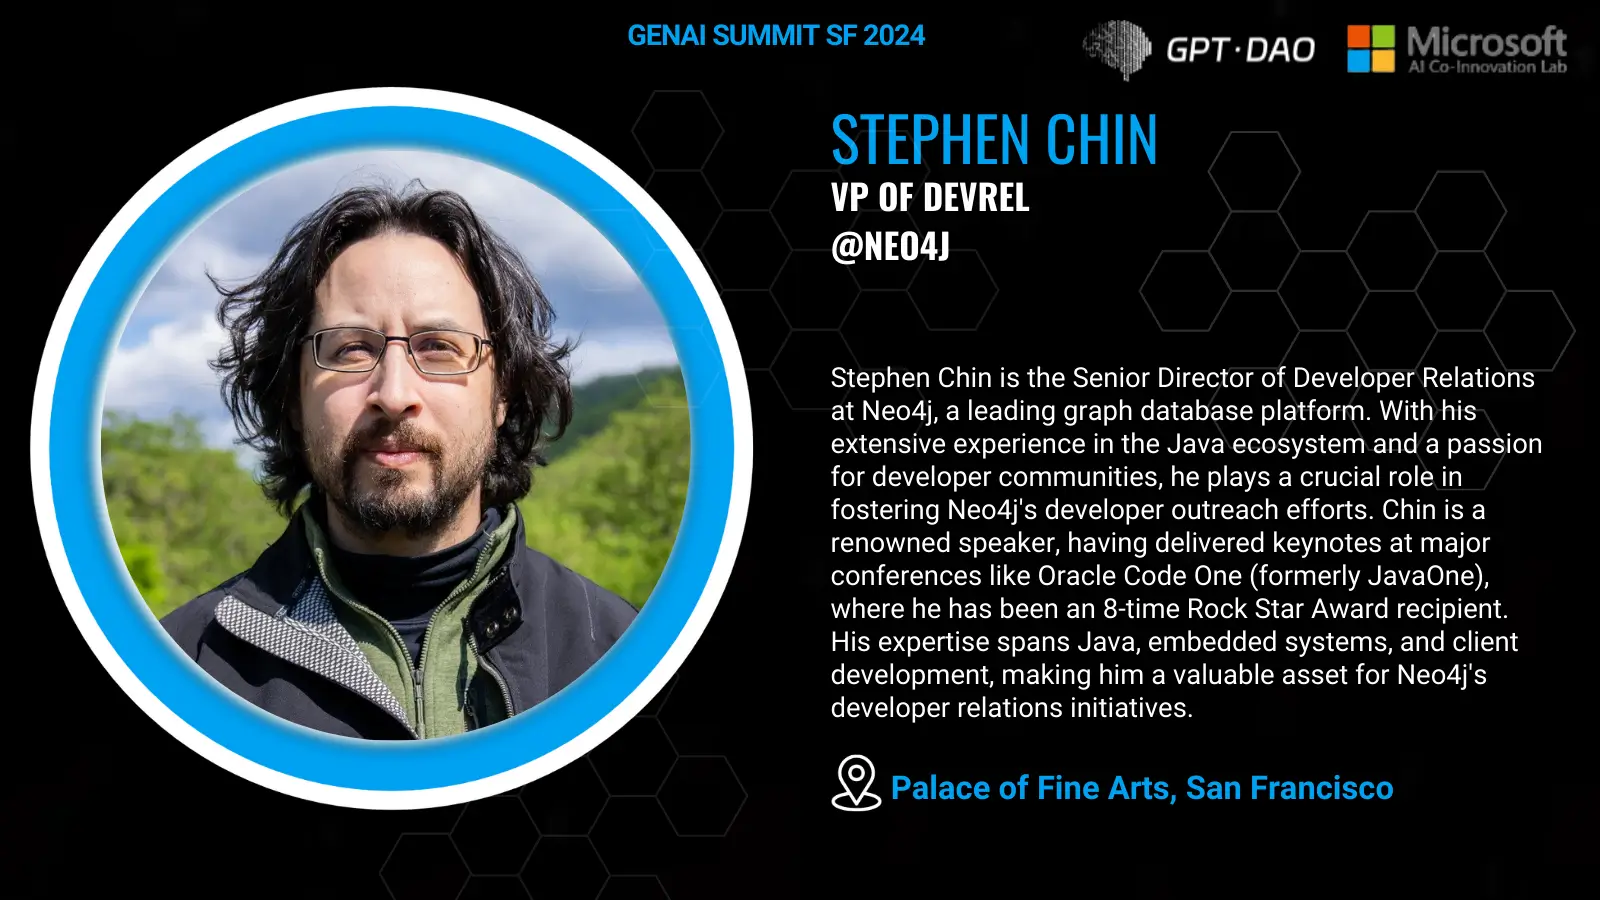 GENAI SUMMIT SF 2024
GPT·DAO
Microsoft
AI Co-Innovation Lab
STEPHEN CHIN
VP OF DEVREL
@NEO4J
Stephen Chin is the Senior Director of Developer Relations
at Neo4j, a leading graph database platform. With his
extensive experience in the Java ecosystem and a passion
for developer communities, he plays a crucial role in
fostering Neo4j's developer outreach efforts. Chin is a
renowned speaker, having delivered keynotes at major
conferences like Oracle Code One (formerly JavaOne),
where he has been an 8-time Rock Star Award recipient.
His expertise spans Java, embedded systems, and client
development, making him a valuable asset for Neo4j's
developer relations initiatives.
Palace of Fine Arts, San Francisco